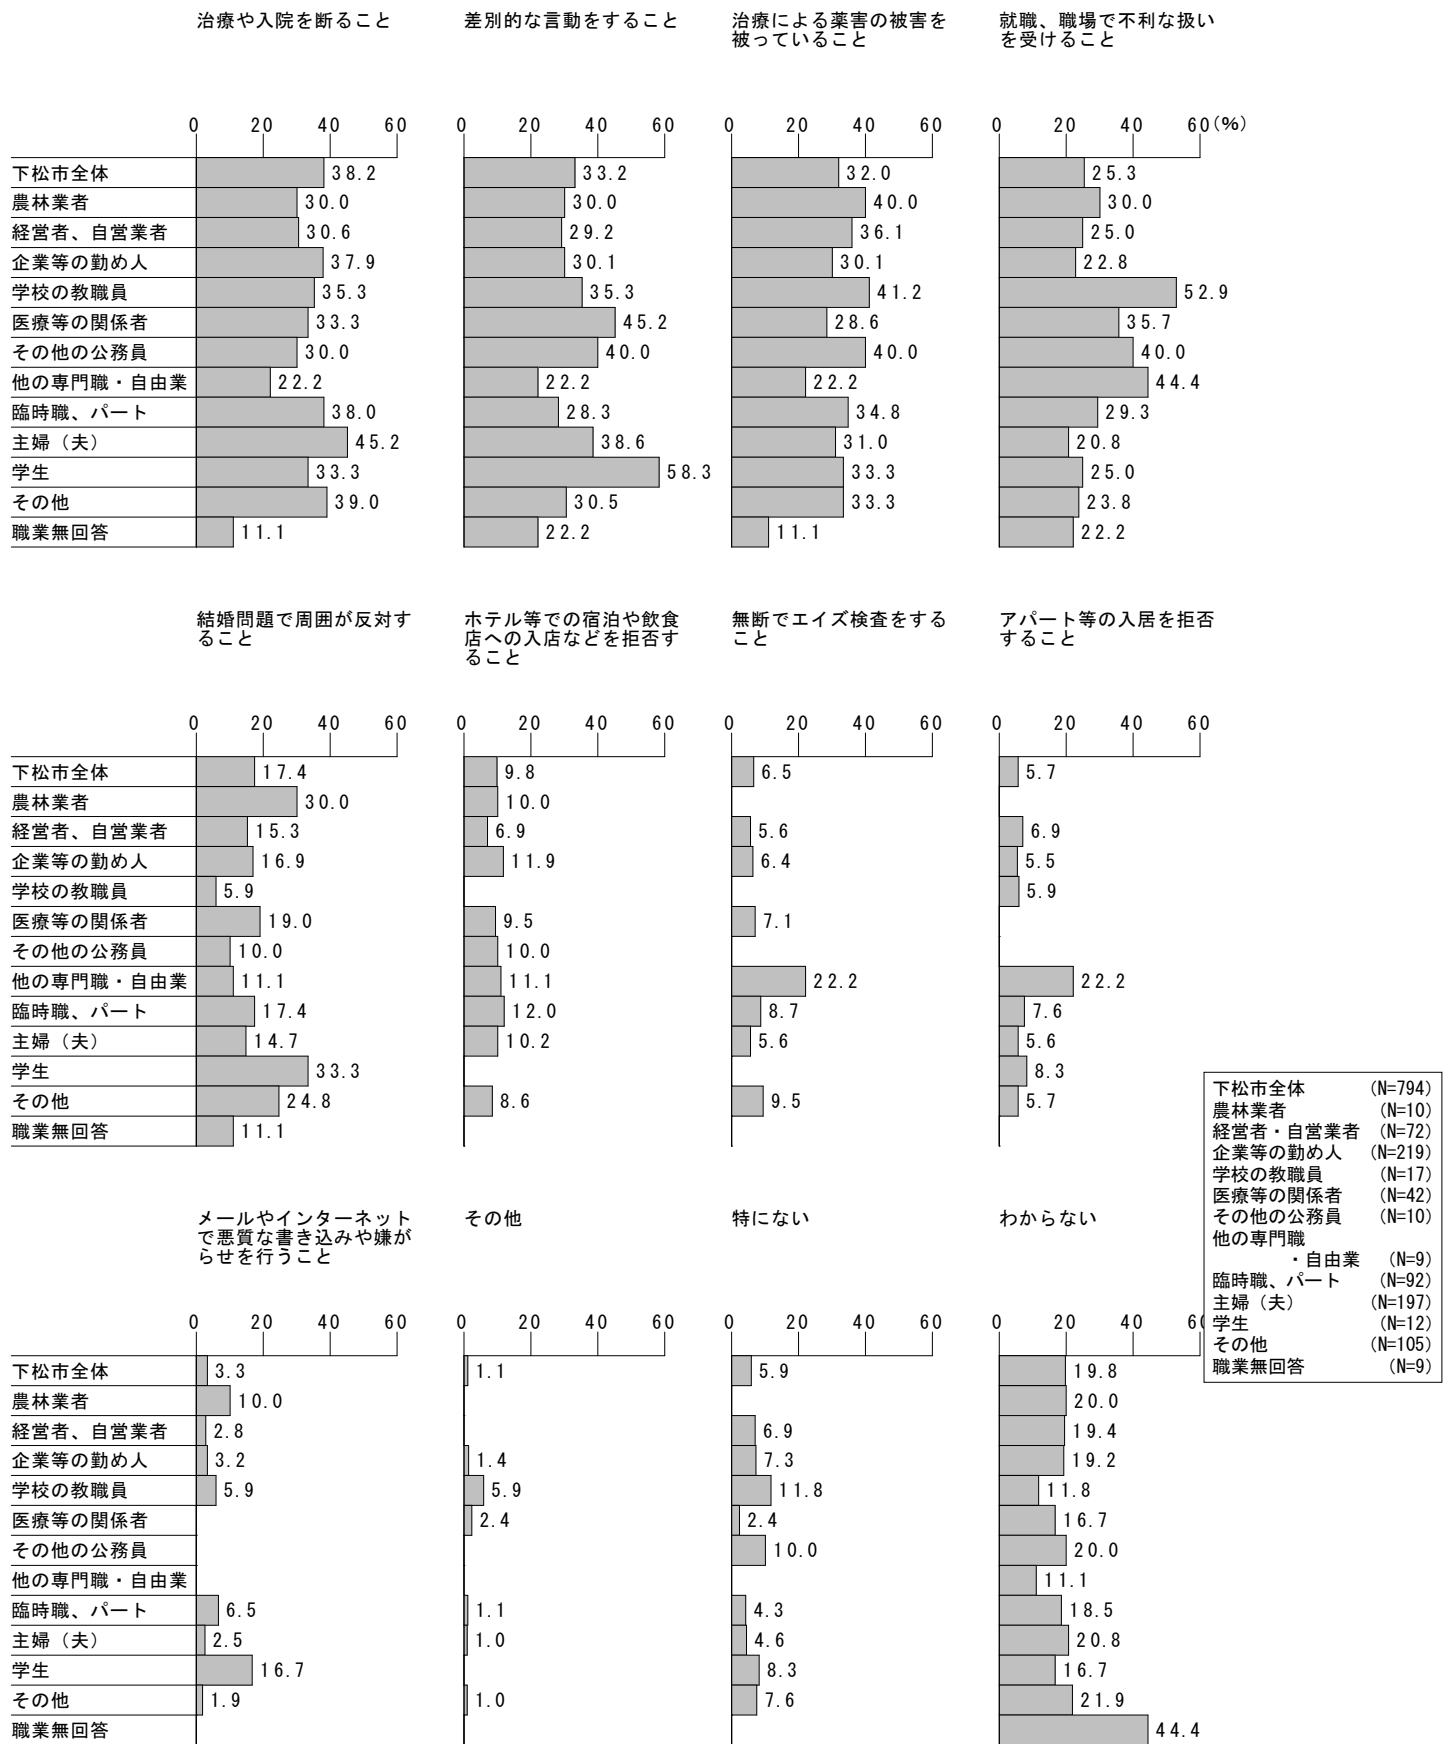 治療や入院を断ること 差別的な言動をすること 治療による薬害の被害を 就職、職場で不利な扱い
被っていること を受けること
0 20 40 60 0 20 40 60 0 20 40 60 0 20 40 60(%)
下松市全体 38.2 33.2 32.0 25.3
農林業者 30.0 30.0 40.0 30.0
経営者、自営業者 30.6 29.2 36.1 25.0
企業等の勤め人 37.9 30.1 30.1 22.8
学校の教職員 35.3 35.3 41.2 52.9
医療等の関係者 33.3 45.2 28.6 35.7
その他の公務員 30.0 40.0 40.0 40.0
他の専門職・自由業 22.2 22.2 22.2 44.4
臨時職、パート 38.0 28.3 34.8 29.3
主婦（夫） 45.2 38.6 31.0 20.8
学生 33.3 58.3 33.3 25.0
その他 39.0 30.5 33.3 23.8
職業無回答 11.1 22.2 11.1 22.2
結婚問題で周囲が反対す ホテル等での宿泊や飲食 無断でエイズ検査をする アパート等の入居を拒否
ること 店への入店などを拒否す こと すること
ること
0 20 40 60 0 20 40 60 0 20 40 60 0 20 40 60
下松市全体 17.4 9.8 6.5 5.7
農林業者 30.0 10.0
経営者、自営業者 15.3 6.9 5.6 6.9
企業等の勤め人 16.9 11.9 6.4 5.5
学校の教職員 5.9 5.9
医療等の関係者 19.0 9.5 7.1
その他の公務員 10.0 10.0
他の専門職・自由業 11.1 11.1 22.2 22.2
臨時職、パート 17.4 12.0 8.7 7.6
主婦（夫） 14.7 10.2 5.6 5.6
学生 33.3 8.3
その他 24.8 8.6 9.5 5.7
職業無回答 11.1
下松市全体 (N=794)
農林業者 (N=10)
経営者・自営業者 (N=72)
企業等の勤め人 (N=219)
学校の教職員 (N=17)
医療等の関係者 (N=42)
その他の公務員 (N=10)
他の専門職
・自由業 (N=9)
臨時職、パート (N=92)
主婦（夫） (N=197)
学生 (N=12)
その他 (N=105)
職業無回答 (N=9)
メールやインターネット その他 特にない わからない
で悪質な書き込みや嫌が
らせを行うこと
0 20 40 60 0 20 40 60 0 20 40 60 0 20 40 60
下松市全体 3.3 1.1 5.9 19.8
農林業者 10.0 20.0
経営者、自営業者 2.8 6.9 19.4
企業等の勤め人 3.2 1.4 7.3 19.2
学校の教職員 5.9 5.9 11.8 11.8
医療等の関係者 2.4 2.4 16.7
その他の公務員 10.0 20.0
他の専門職・自由業 11.1
臨時職、パート 6.5 1.1 4.3 18.5
主婦（夫） 2.5 1.0 4.6 20.8
学生 16.7 8.3 16.7
その他 1.9 1.0 7.6 21.9
職業無回答 44.4